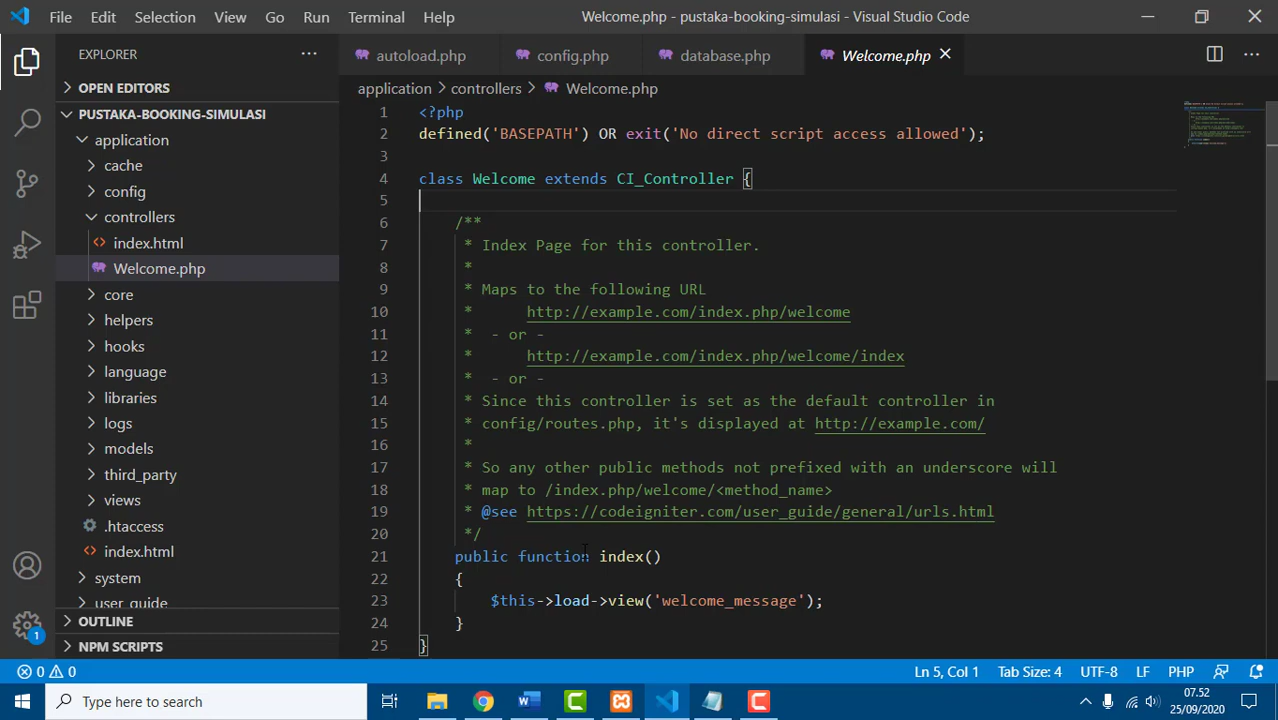 File Edit Selection View Go Run Terminal Help Welcome.php - pustaka-booking-simulasi - Visual Studio Code
EXPLORER
OPEN EDITORS
PUSTAKA-BOOKING-SIMULASI
application
cache
config
controllers
index.html
Welcome.php
core
helpers
hooks
language
libraries
logs
models
third_party
views
.htaccess
index.html
system
user_guide
OUTLINE
NPM SCRIPTS
autoload.php config.php database.php Welcome.php
application controllers Welcome.php
1 <?php
2 defined('BASEPATH') OR exit('No direct script access allowed');
3
4 class Welcome extends CI_Controller {
5
6 /**
7 * Index Page for this controller.
8 *
9 * Maps to the following URL
10 * http://example.com/index.php/welcome
11 * - or -
12 * http://example.com/index.php/welcome/index
13 * - or -
14 * Since this controller is set as the default controller in
15 * config/routes.php, it's displayed at http://example.com/
16 *
17 * So any other public methods not prefixed with an underscore will
18 * map to /index.php/welcome/<method_name>
19 * @see https://codeigniter.com/user_guide/general/urls.html
20 */
21 public function index()
22 {
23 $this->load->view('welcome_message');
24 }
25 }
1
0 0 Ln 5, Col 1 Tab Size: 4 UTF-8 LF PHP
Type here to search
07.52
25/09/2020